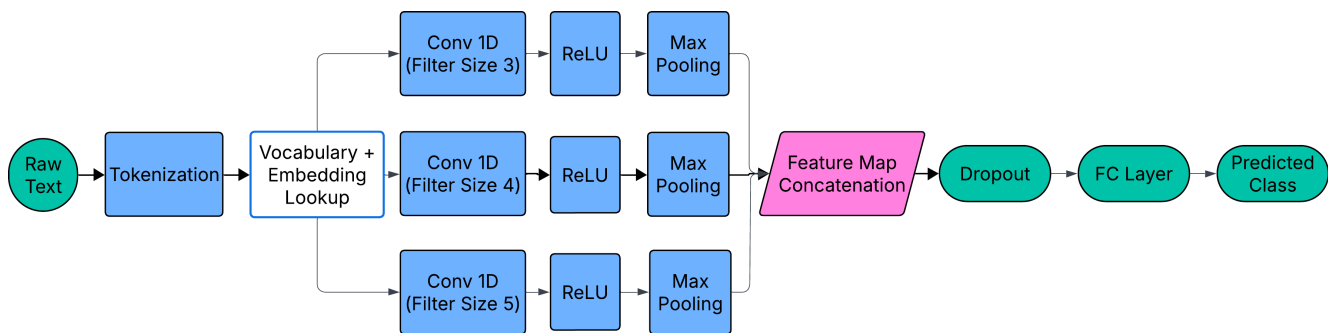 Raw
Text
Tokenization
Vocabulary +
Embedding
Lookup
Conv 1D
(Filter Size 3)
ReLU
Max
Pooling
Conv 1D
(Filter Size 4)
ReLU
Max
Pooling
Conv 1D
(Filter Size 5)
ReLU
Max
Pooling
Feature Map
Concatenation
Dropout
FC Layer
Predicted
Class